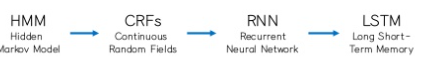 HMM
CRFs
RNN
LSTM
Hidden
Continuous
Recurrent
Long Short-
Markov Model
Random Fields
Neural Network
Term Memory